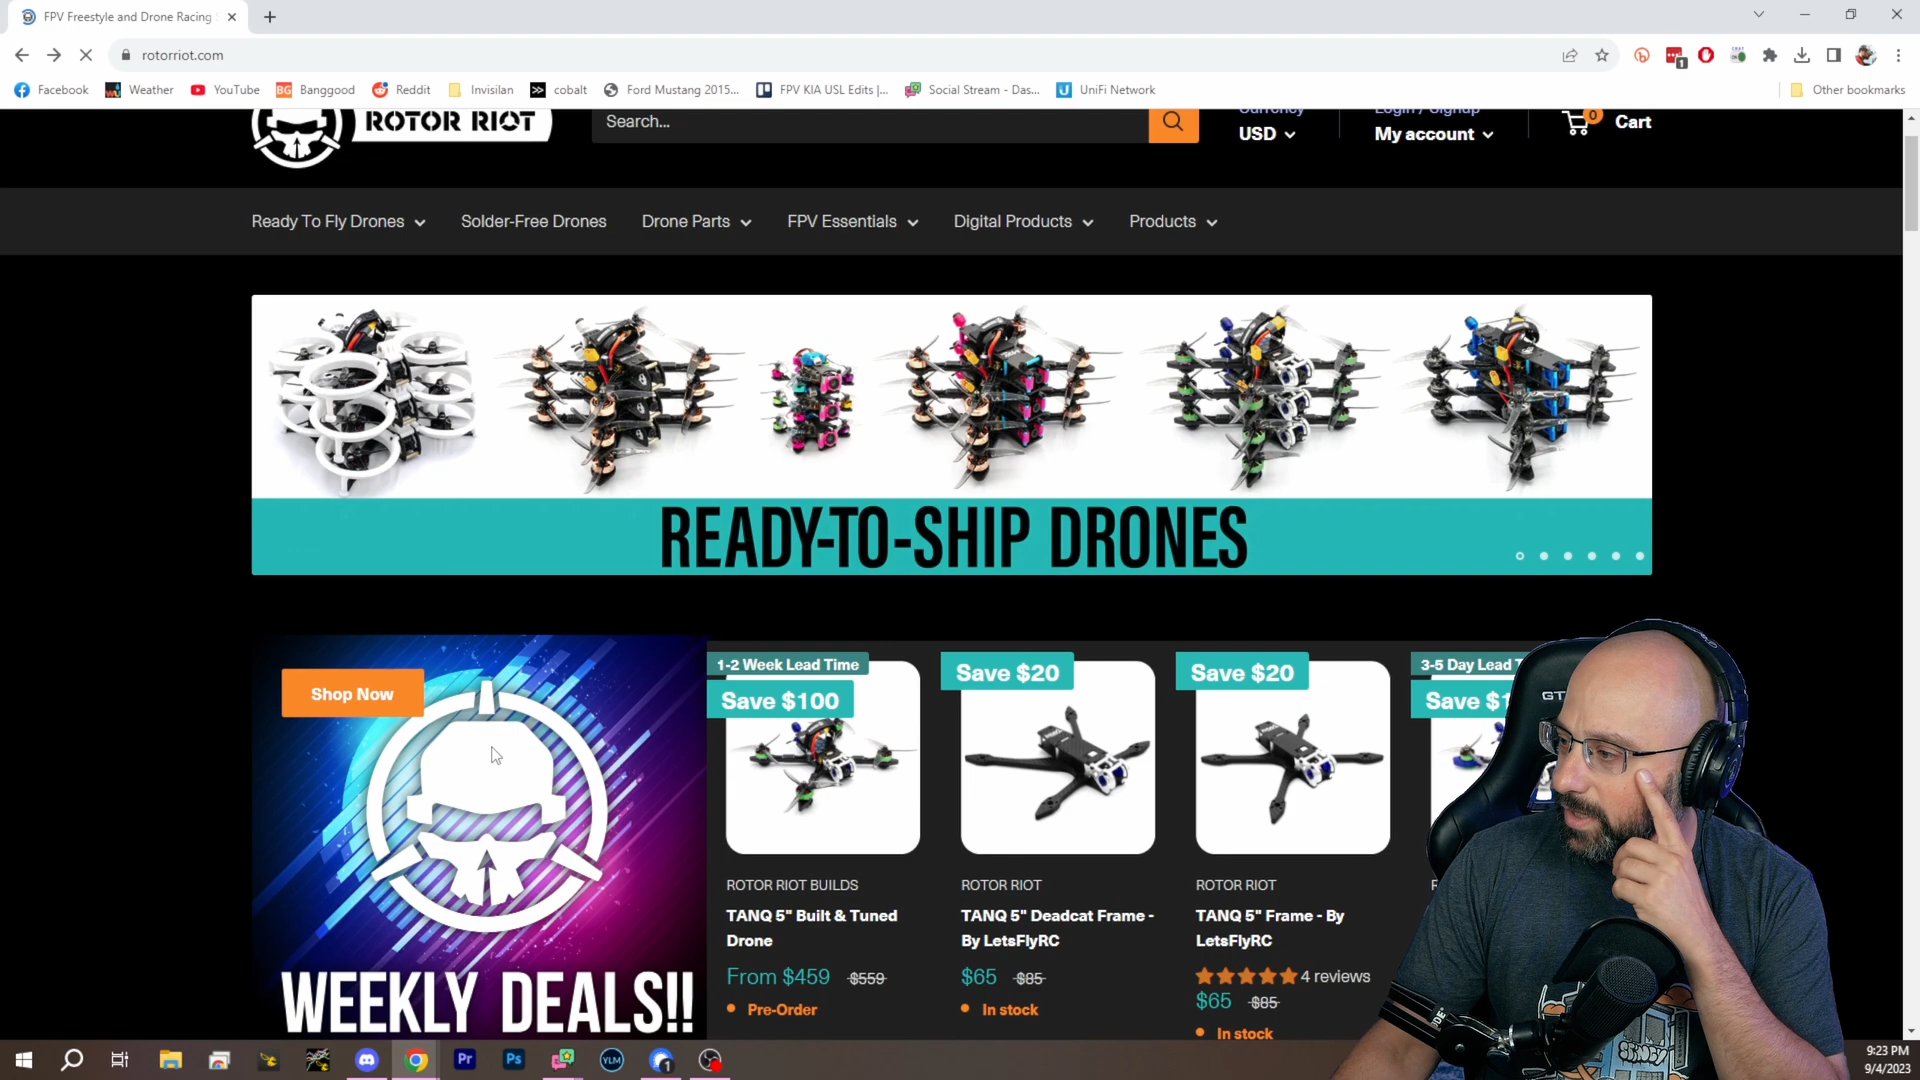 FPV Freestyle and Drone Racing
rotorriot.com
1
Facebook
Weather
YouTube
BG Banggood
Reddit
Invisilan
cobalt
Ford Mustang 2015...
FPV KIA USL Edits |...
Social Stream - Das...
U UniFi Network
Other bookmarks
ROTOR RIOT
Search...
Currency
USD
Login / Signup
My account
0
Cart
Ready To Fly Drones
Solder-Free Drones
Drone Parts
FPV Essentials
Digital Products
Products
READY-TO-SHIP DRONES
Shop Now
WEEKLY DEALS!!
1-2 Week Lead Time
Save $100
ROTOR RIOT BUILDS
TANQ 5" Built & Tuned
Drone
From $459 $559
Pre-Order
Save $20
ROTOR RIOT
TANQ 5" Deadcat Frame -
By LetsFlyRC
$65 $85
In stock
Save $20
ROTOR RIOT
TANQ 5" Frame - By
LetsFlyRC
4 reviews
$65 $85
In stock
3-5 Day Lead
Save $1
GT
Pr
Ps
YLM
1
9:23 PM
9/4/2023